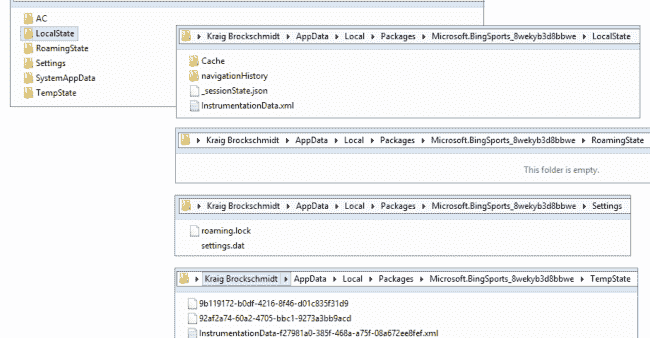 AC
LocalState
RoamingState
Settings
SystemAppData
TempState
Kraig Brockschmidt AppData Local Packages Microsoft.BingSports_8wekyb3d8bbwe LocalState
Cache
navigationHistory
_sessionState.json
InstrumentationData.xml
Kraig Brockschmidt AppData Local Packages Microsoft.BingSports_8wekyb3d8bbwe RoamingState
This folder is empty.
Kraig Brockschmidt AppData Local Packages Microsoft.BingSports_8wekyb3d8bbwe Settings
roaming.lock
settings.dat
Kraig Brockschmidt AppData Local Packages Microsoft.BingSports_8wekyb3d8bbwe TempState
9b119172-b0df-4216-8f46-d01c835f31d9
92af2a74-60a2-4705-bbc1-9273a3bb9acd
InstrumentationData-f27981a0-385f-468a-a75f-08a672ee8fef.xml